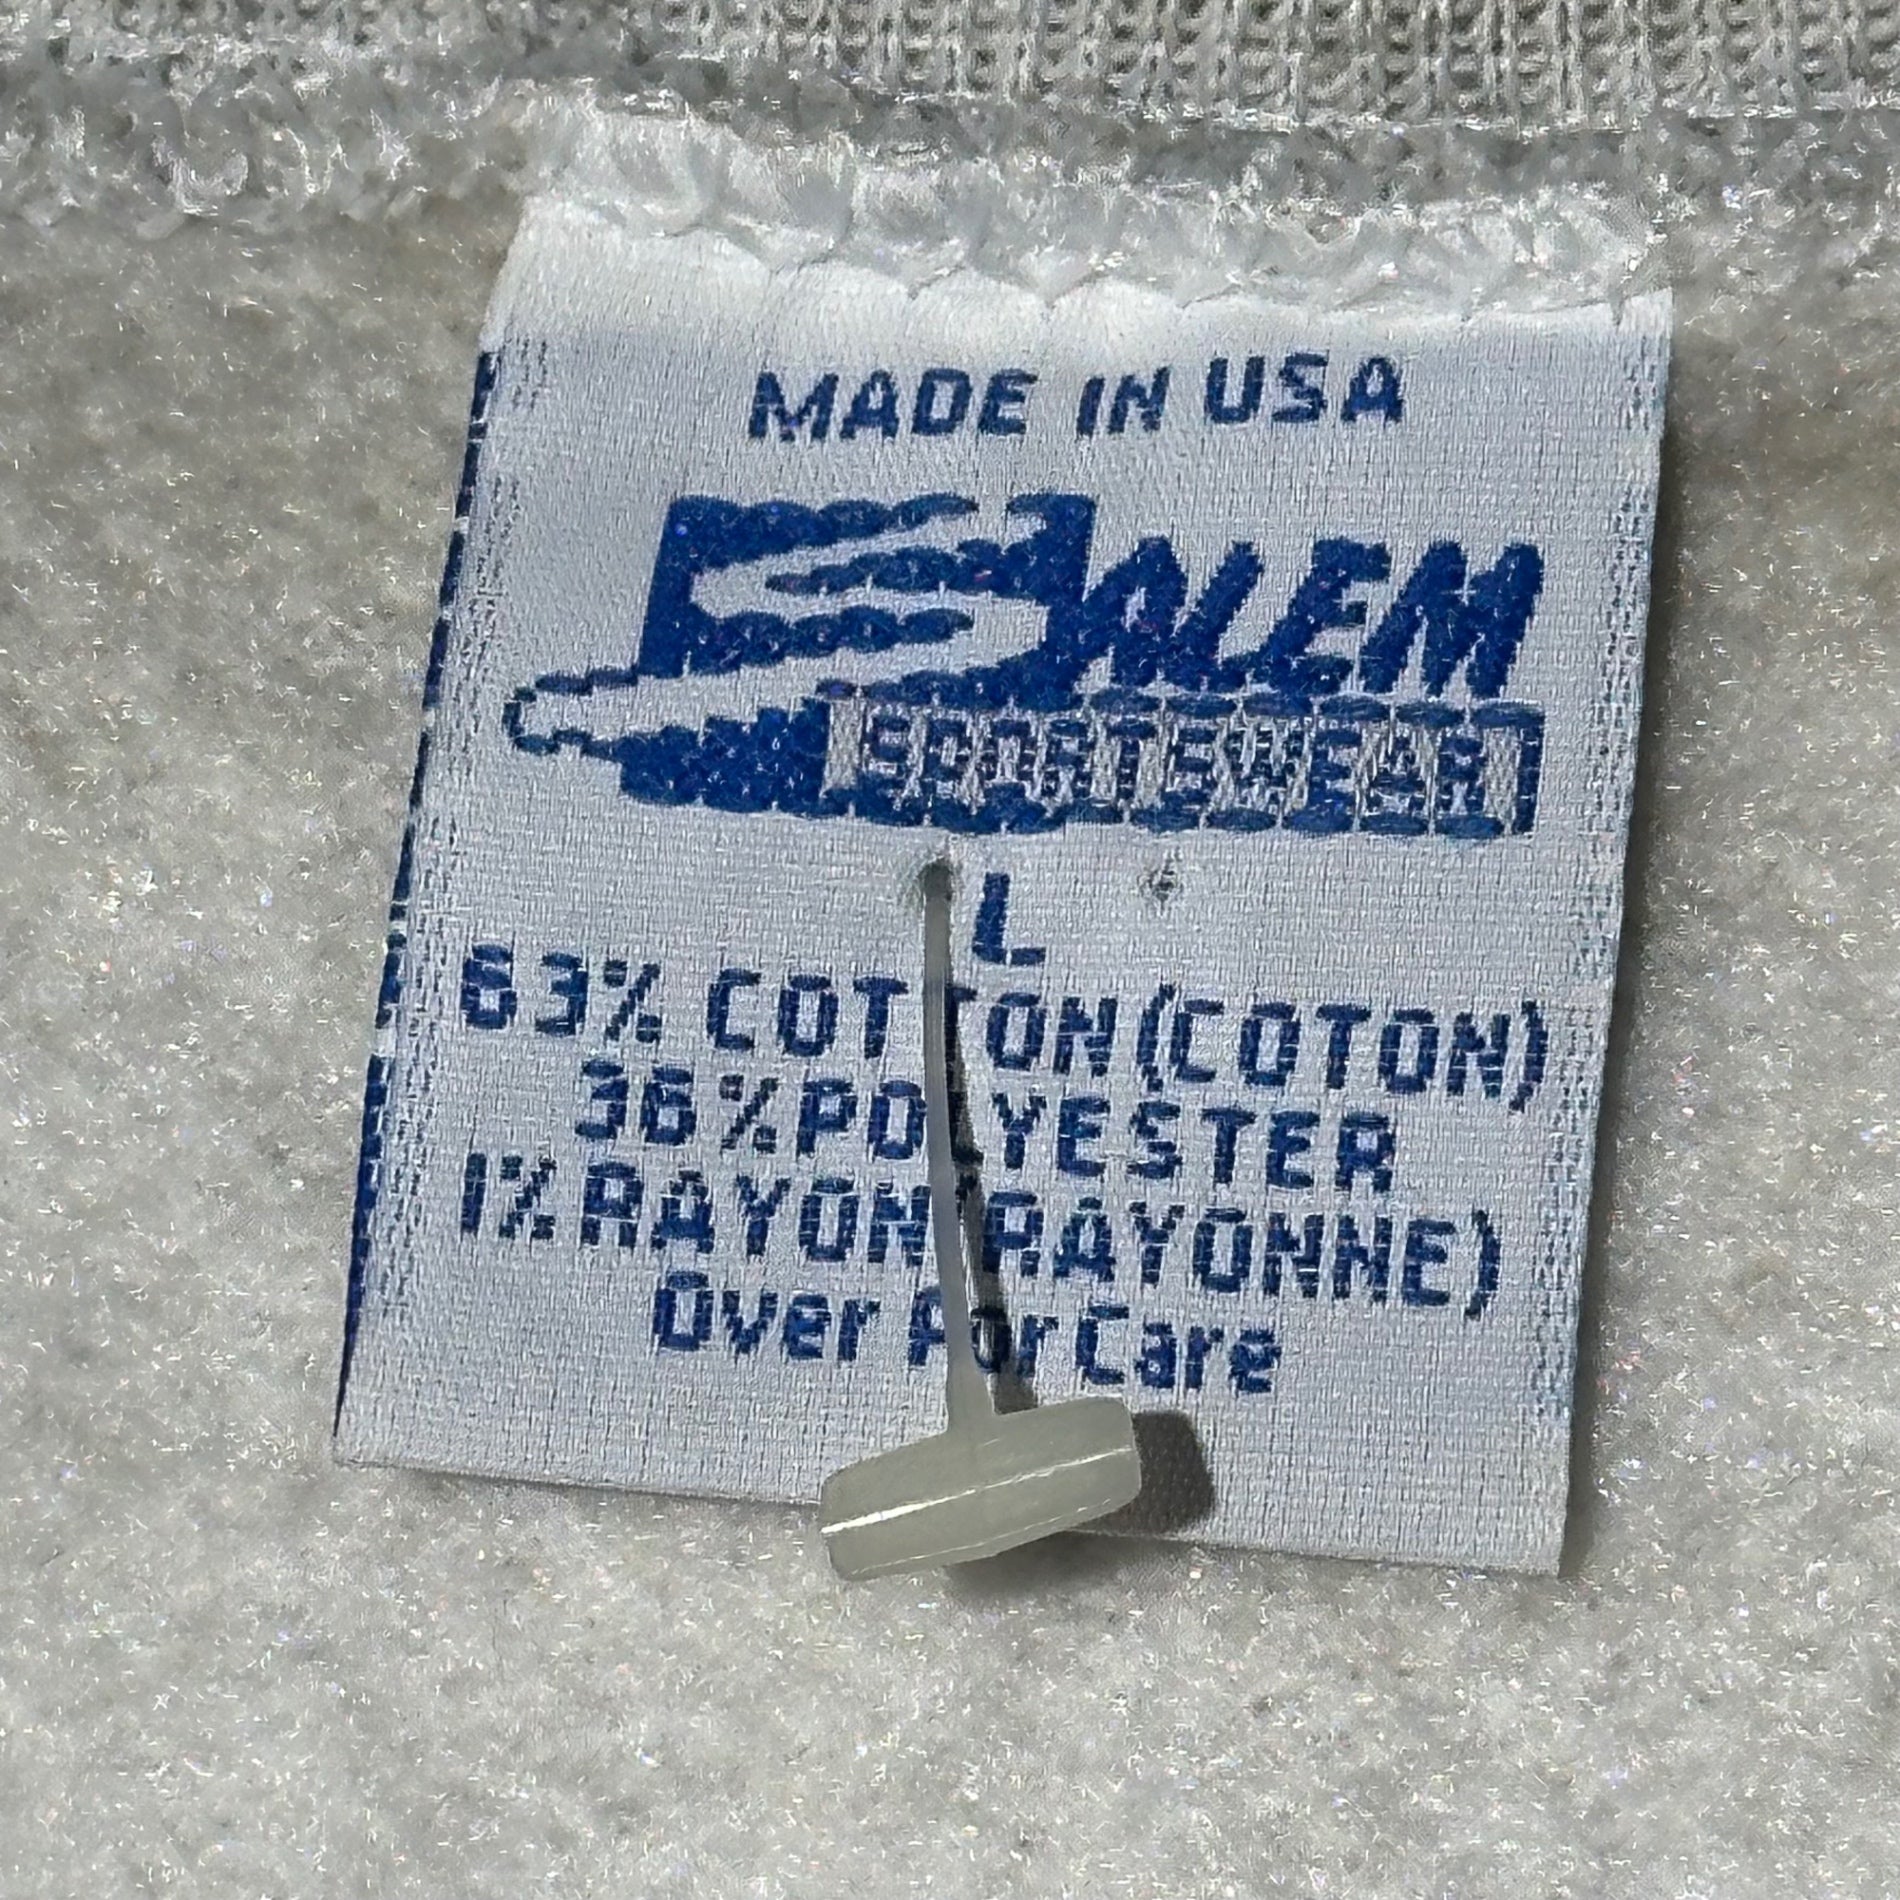 MADE IN USA
SALEM
SPORTSWEAR
L
63% COTTON (COTON)
36% POLYESTER
1% RAYON (RAYONNE)
Over For Care